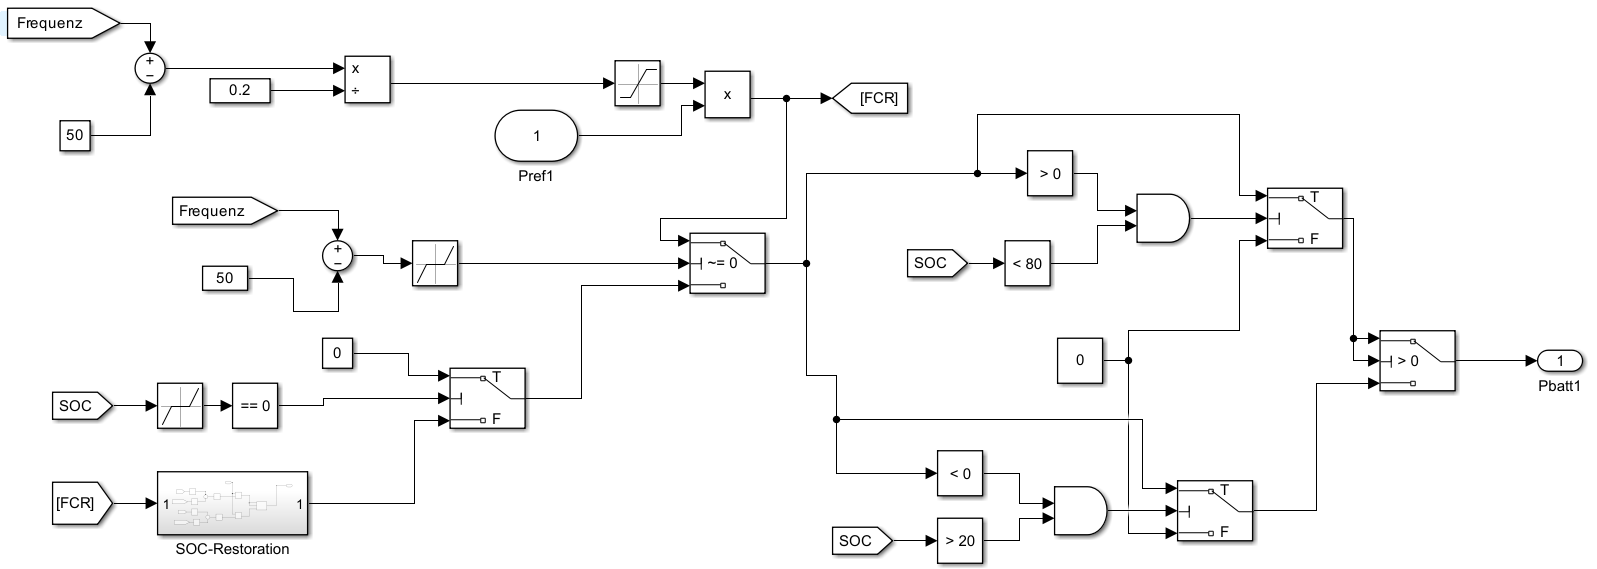 Frequenz
+
−
50
0.2
x
÷
1
Pref1
x
[FCR]
Frequenz
+
−
50
~= 0
> 0
SOC
< 80
T
F
0
> 0
1
Pbatt1
0
SOC
== 0
T
F
[FCR]
1
1
SOC-Restoration
< 0
SOC
> 20
T
F